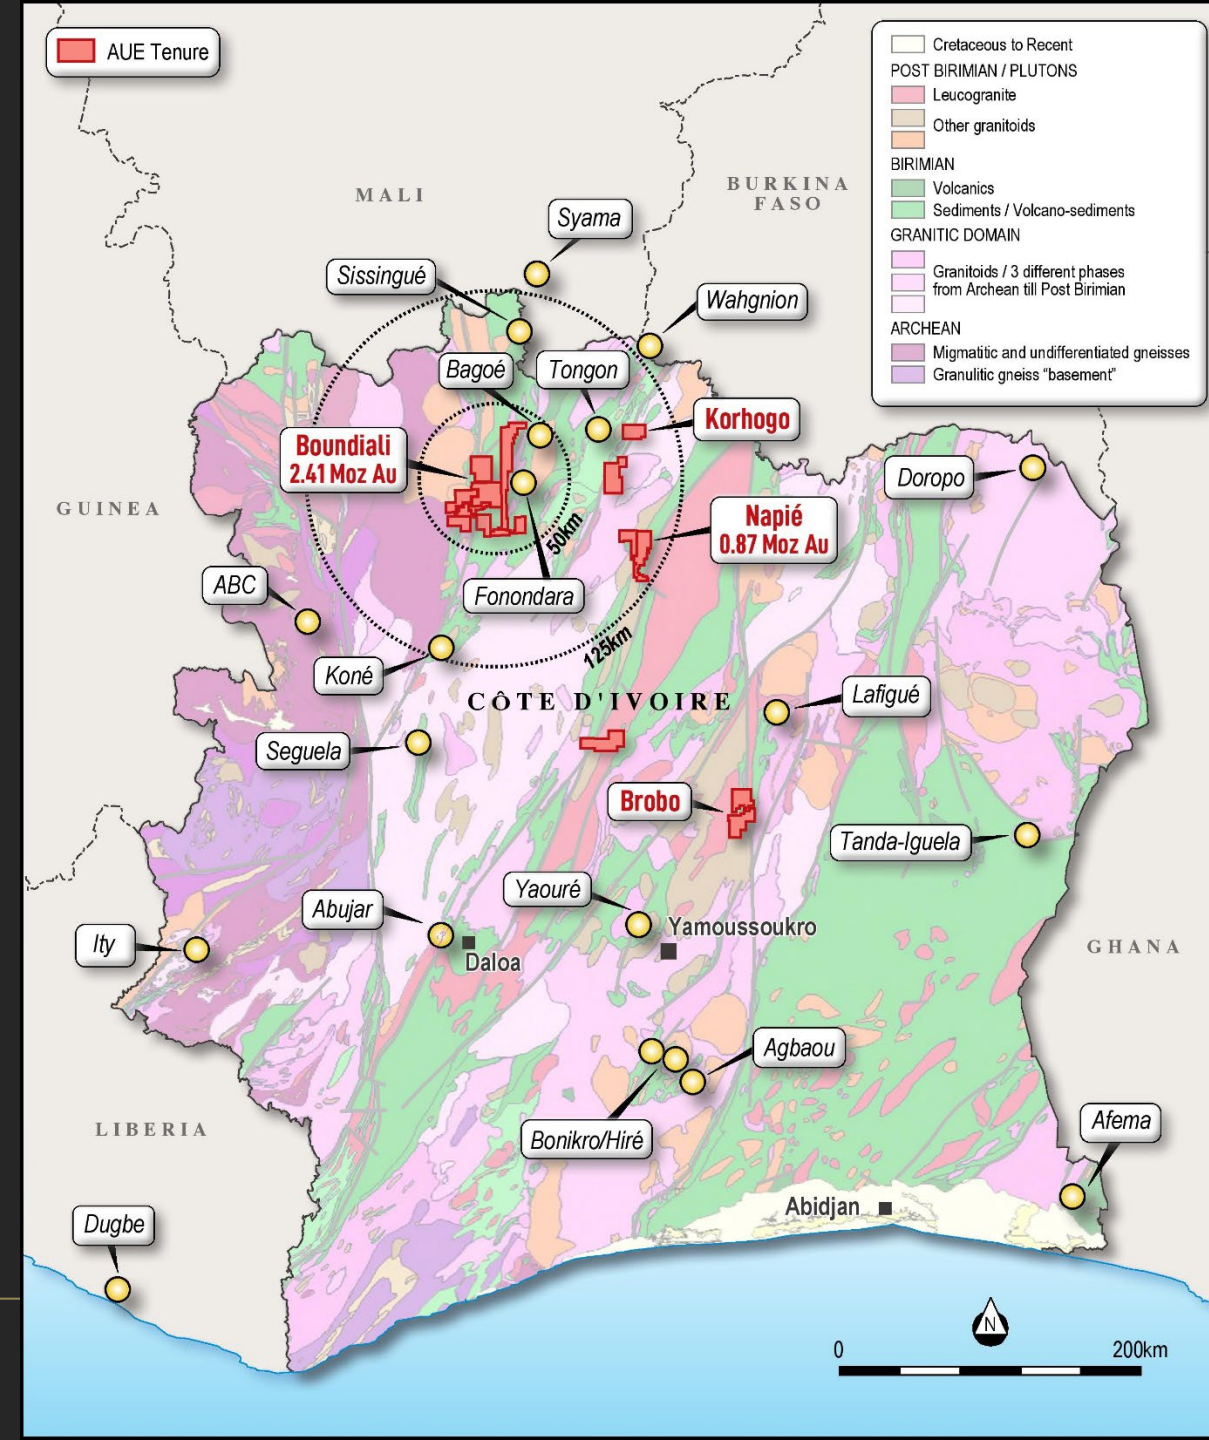 AUE Tenure
Cretaceous to Recent
POST BIRIMIAN / PLUTONS
Leucogranite
Other granitoids
BIRIMIAN
Volcanics
Sediments / Volcano-sediments
GRANITIC DOMAIN
Granitoids / 3 different phases
from Archean till Post Birimian
ARCHEAN
Migmatitic and undifferentiated gneisses
Granulitic gneiss “basement”
MALI
BURKINA
FASO
Syama
Sissingué
Wahgnion
Bagoé
Tongon
Korhogo
Boundiali
2.41 Moz Au
Doropo
GUINEA
Napié
0.87 Moz Au
50km
ABC
Fonondara
125km
Koné
CÔTE D'IVOIRE
Lafigué
Seguela
Brobo
Tanda-Iguela
Yaouré
Abujar
Yamoussoukro
Ity
Daloa
GHANA
Agbaou
Bonikro/Hiré
LIBERIA
Afema
Abidjan
Dugbe
N
0
200km